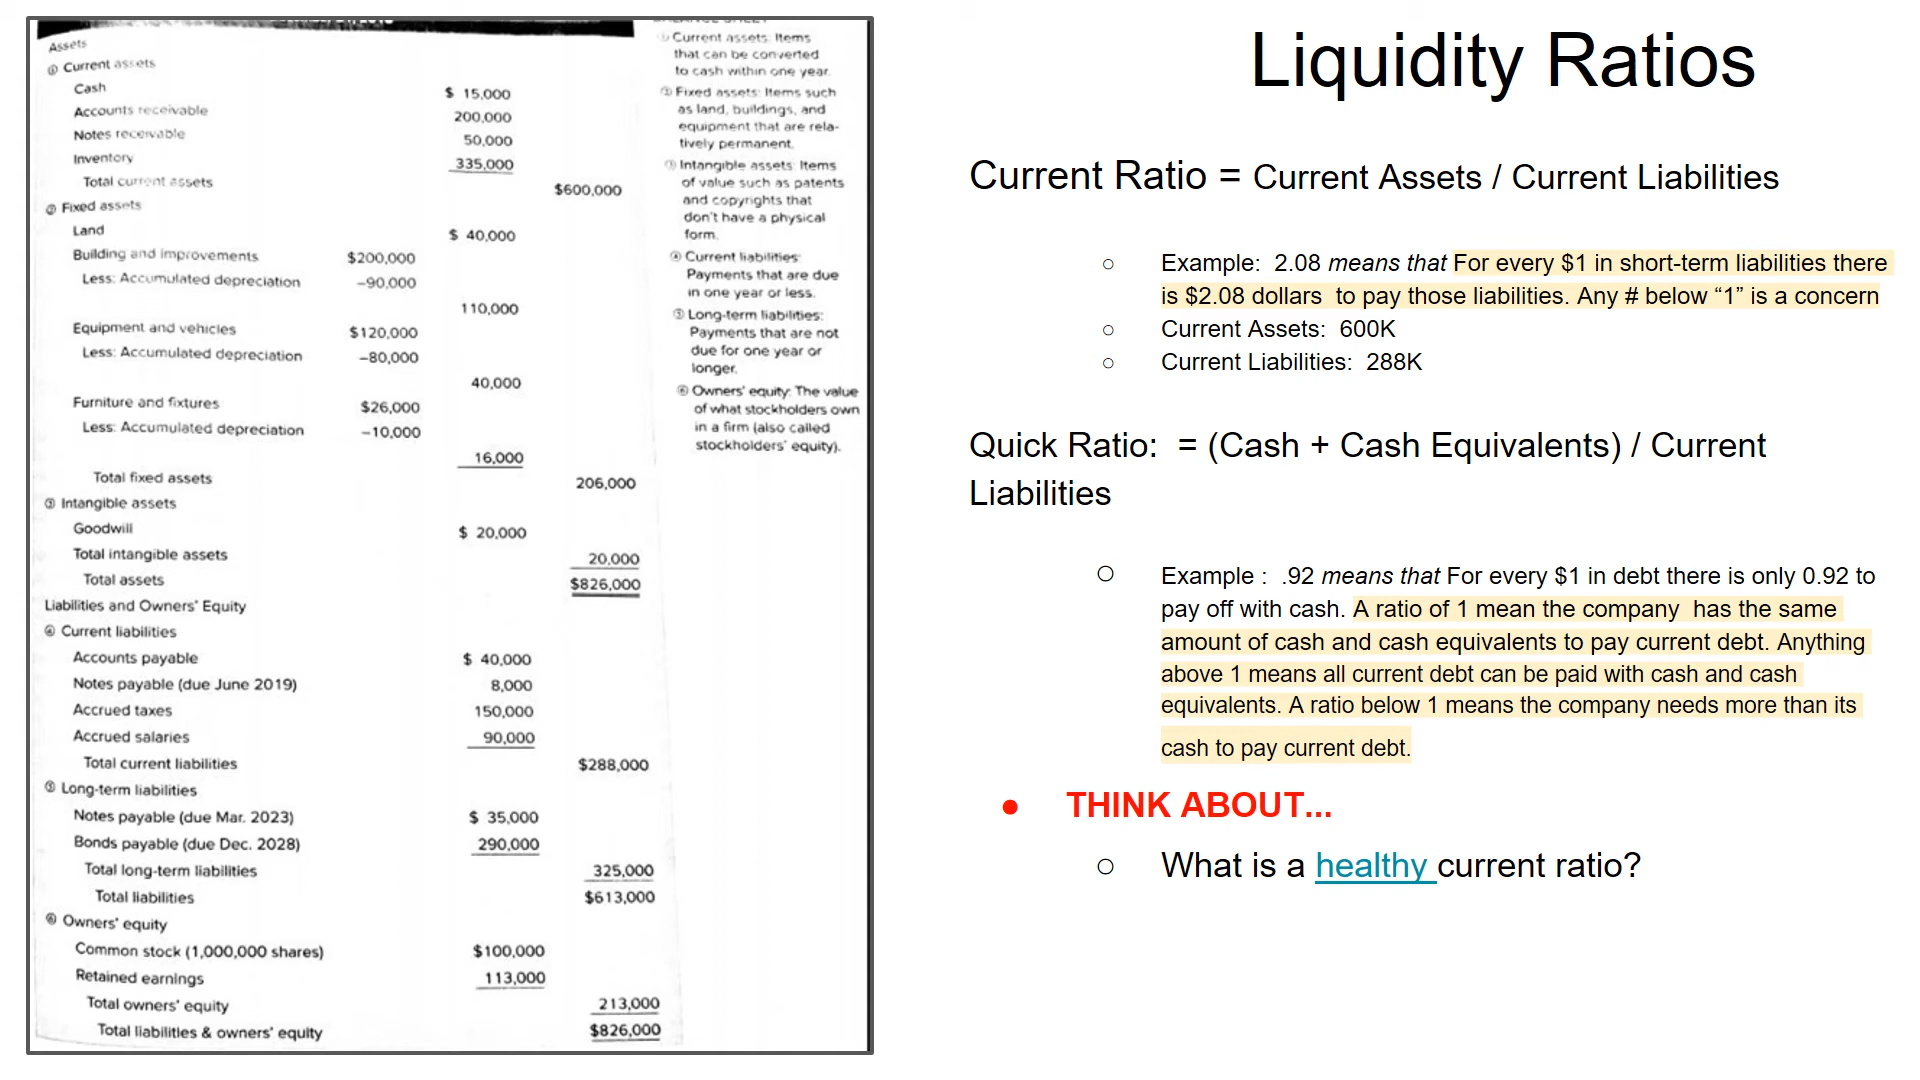 Assets
① Current assets
Cash $ 15,000
Accounts receivable 200,000
Notes receivable 50,000
Inventory 335,000
Total current assets $600,000
② Fixed assets
Land $ 40,000
Building and improvements $200,000
Less: Accumulated depreciation −90,000
110,000
Equipment and vehicles $120,000
Less: Accumulated depreciation −80,000
40,000
Furniture and fixtures $26,000
Less: Accumulated depreciation −10,000
16,000
Total fixed assets 206,000
③ Intangible assets
Goodwill $ 20,000
Total intangible assets 20,000
Total assets $826,000
Liabilities and Owners' Equity
④ Current liabilities
Accounts payable $ 40,000
Notes payable (due June 2019) 8,000
Accrued taxes 150,000
Accrued salaries 90,000
Total current liabilities $288,000
⑤ Long-term liabilities
Notes payable (due Mar. 2023) $ 35,000
Bonds payable (due Dec. 2028) 290,000
Total long-term liabilities 325,000
Total liabilities $613,000
⑥ Owners' equity
Common stock (1,000,000 shares) $100,000
Retained earnings 113,000
Total owners' equity 213,000
Total liabilities & owners' equity $826,000
① Current assets: Items
that can be converted
to cash within one year.
② Fixed assets: Items such
as land, buildings, and
equipment that are rela-
tively permanent.
③ Intangible assets: Items
of value such as patents
and copyrights that
don't have a physical
form.
④ Current liabilities:
Payments that are due
in one year or less.
⑤ Long-term liabilities:
Payments that are not
due for one year or
longer.
⑥ Owners' equity: The value
of what stockholders own
in a firm (also called
stockholders' equity).
Liquidity Ratios
Current Ratio = Current Assets / Current Liabilities
○ Example: 2.08 means that For every $1 in short-term liabilities there
is $2.08 dollars to pay those liabilities. Any # below “1” is a concern
○ Current Assets: 600K
○ Current Liabilities: 288K
Quick Ratio: = (Cash + Cash Equivalents) / Current
Liabilities
○ Example : .92 means that For every $1 in debt there is only 0.92 to
pay off with cash. A ratio of 1 mean the company has the same
amount of cash and cash equivalents to pay current debt. Anything
above 1 means all current debt can be paid with cash and cash
equivalents. A ratio below 1 means the company needs more than its
cash to pay current debt.
● THINK ABOUT...
○ What is a healthy current ratio?